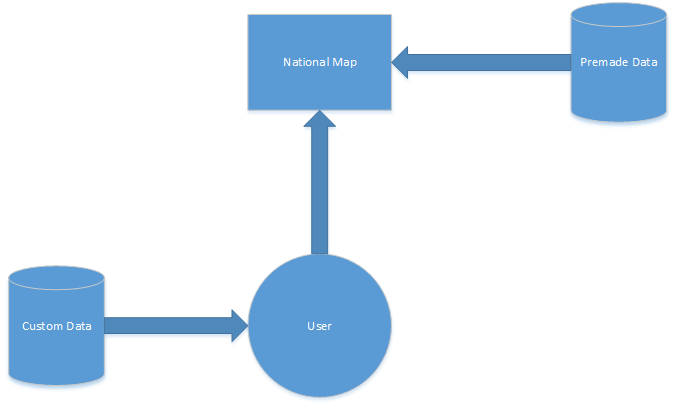 National Map
Premade Data
Custom Data
User